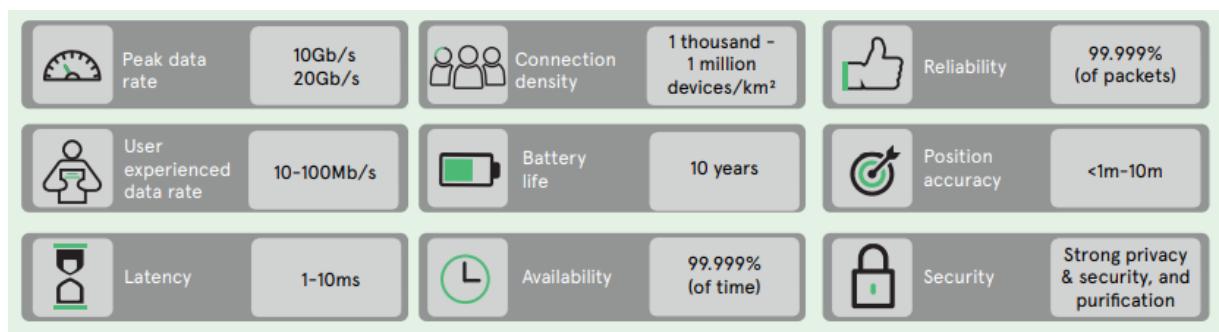 Peak data
rate
10Gb/s
20Gb/s
Connection
density
1 thousand -
1 million
devices/km²
Reliability
99.999%
(of packets)
User
experienced
data rate
10-100Mb/s
Battery
life
10 years
Position
accuracy
<1m-10m
Latency
1-10ms
Availability
99.999%
(of time)
Security
Strong privacy
& security, and
purification